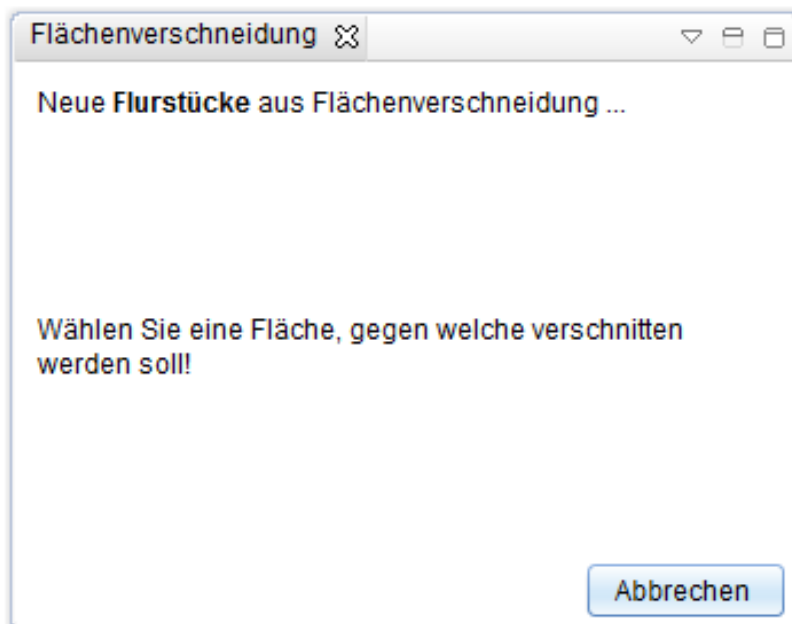 Flächenverschneidung
Neue Flurstücke aus Flächenverschneidung ...
Wählen Sie eine Fläche, gegen welche verschnitten
werden soll!
Abbrechen